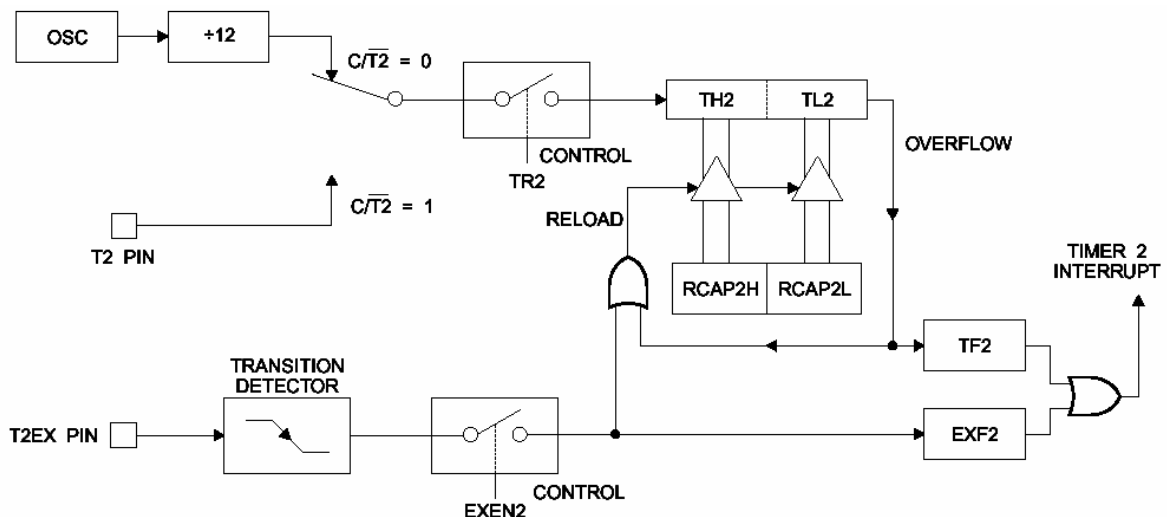 OSC
÷12
C/T2̅ = 0
TH2
TL2
OVERFLOW
CONTROL
TR2
C/T2̅ = 1
RELOAD
T2 PIN
RCAP2H
RCAP2L
TIMER 2
INTERRUPT
TF2
TRANSITION
DETECTOR
T2EX PIN
EXF2
CONTROL
EXEN2